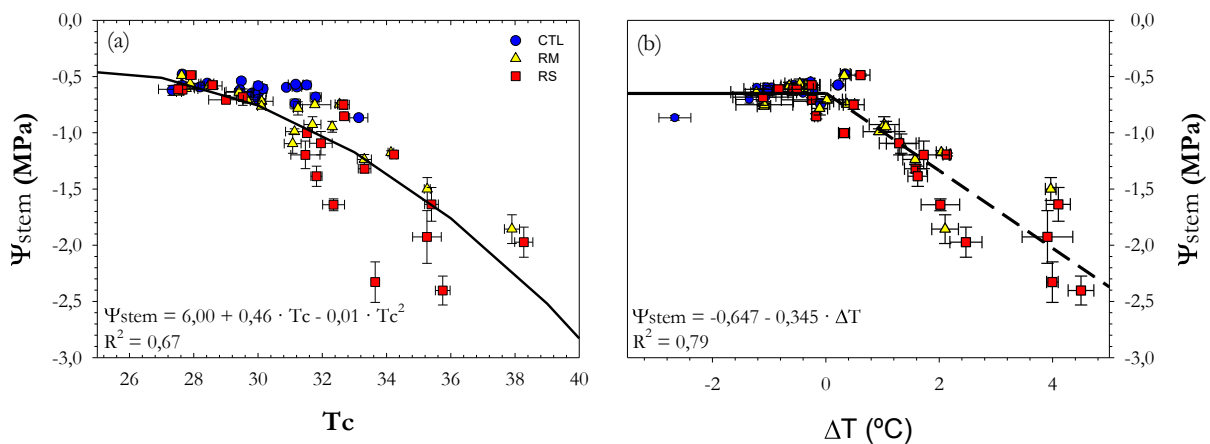 (a)
CTL
RM
RS
0,0
-0,5
-1,0
-1,5
-2,0
-2,5
-3,0
Ψstem (MPa)
Ψstem = 6,00 + 0,46 · Tc - 0,01 · Tc²
R² = 0,67
26 28 30 32 34 36 38 40
Tc
(b)
Ψstem = -0,647 - 0,345 · ΔT
R² = 0,79
-2 0 2 4
ΔT (ºC)
0,0
-0,5
-1,0
-1,5
-2,0
-2,5
-3,0
Ψstem (MPa)